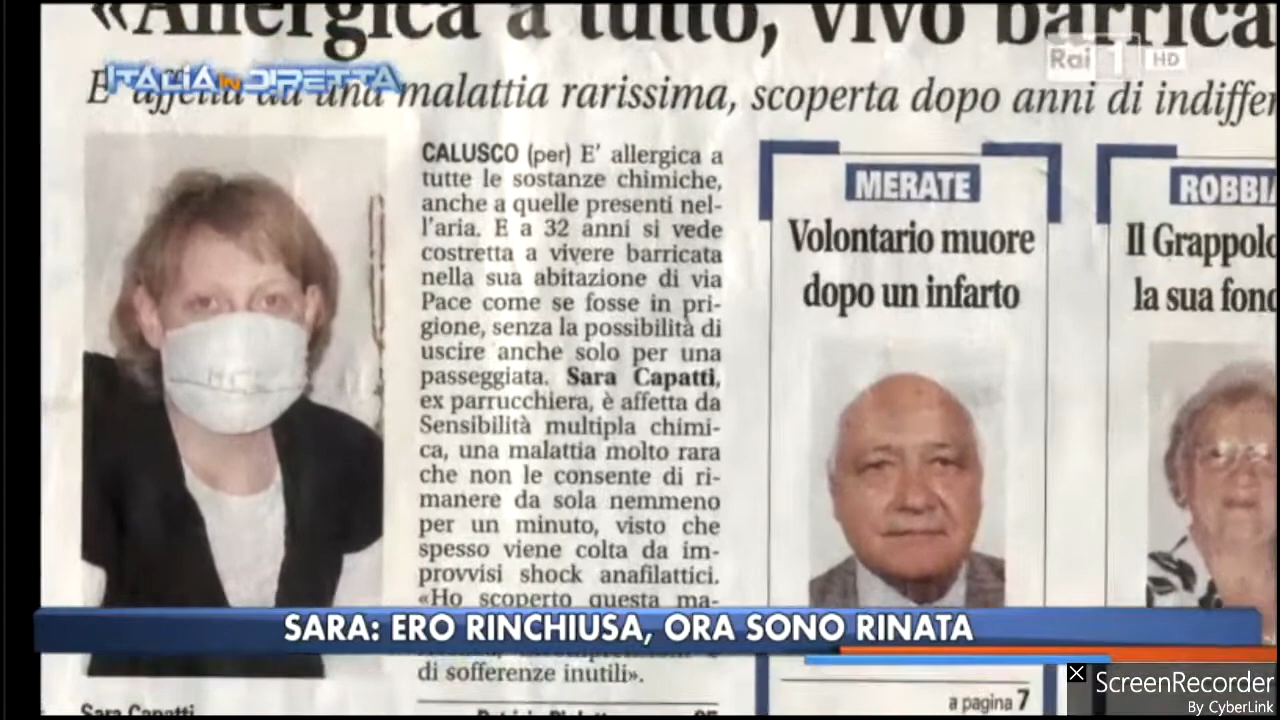 «Allergica a tutto, vivo barrica
ITALIA IN DIRETTA
Rai 1 HD
E' affetta da una malattia rarissima, scoperta dopo anni di indiffer
CALUSCO (per) E' allergica a
tutte le sostanze chimiche,
anche a quelle presenti nel-
l'aria. E a 32 anni si vede
costretta a vivere barricata
nella sua abitazione di via
Pace come se fosse in pri-
gione, senza la possibilità di
uscire anche solo per una
passeggiata. Sara Capatti,
ex parrucchiera, è affetta da
Sensibilità multipla chimi-
ca, una malattia molto rara
che non le consente di ri-
manere da sola nemmeno
per un minuto, visto che
spesso viene colta da im-
provvisi shock anafilattici.
«Ho scoperto questa ma-
di sofferenze inutili».
MERATE
Volontario muore
dopo un infarto
a pagina 7
ROBBIA
Il Grappolo
la sua fond
SARA: ERO RINCHIUSA, ORA SONO RINATA
Sara Capatti
ScreenRecorder
By CyberLink